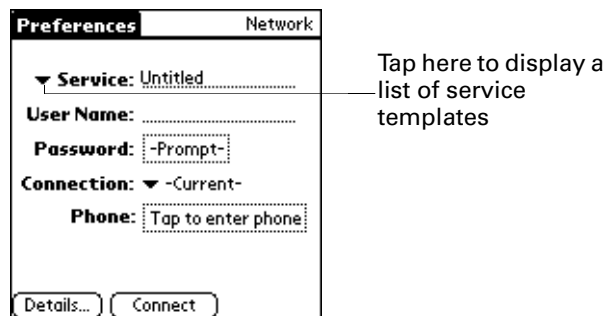 Preferences Network
Service: Untitled
User Name:
Password: -Prompt-
Connection: -Current-
Phone: Tap to enter phone
Details... Connect
Tap here to display a
list of service
templates